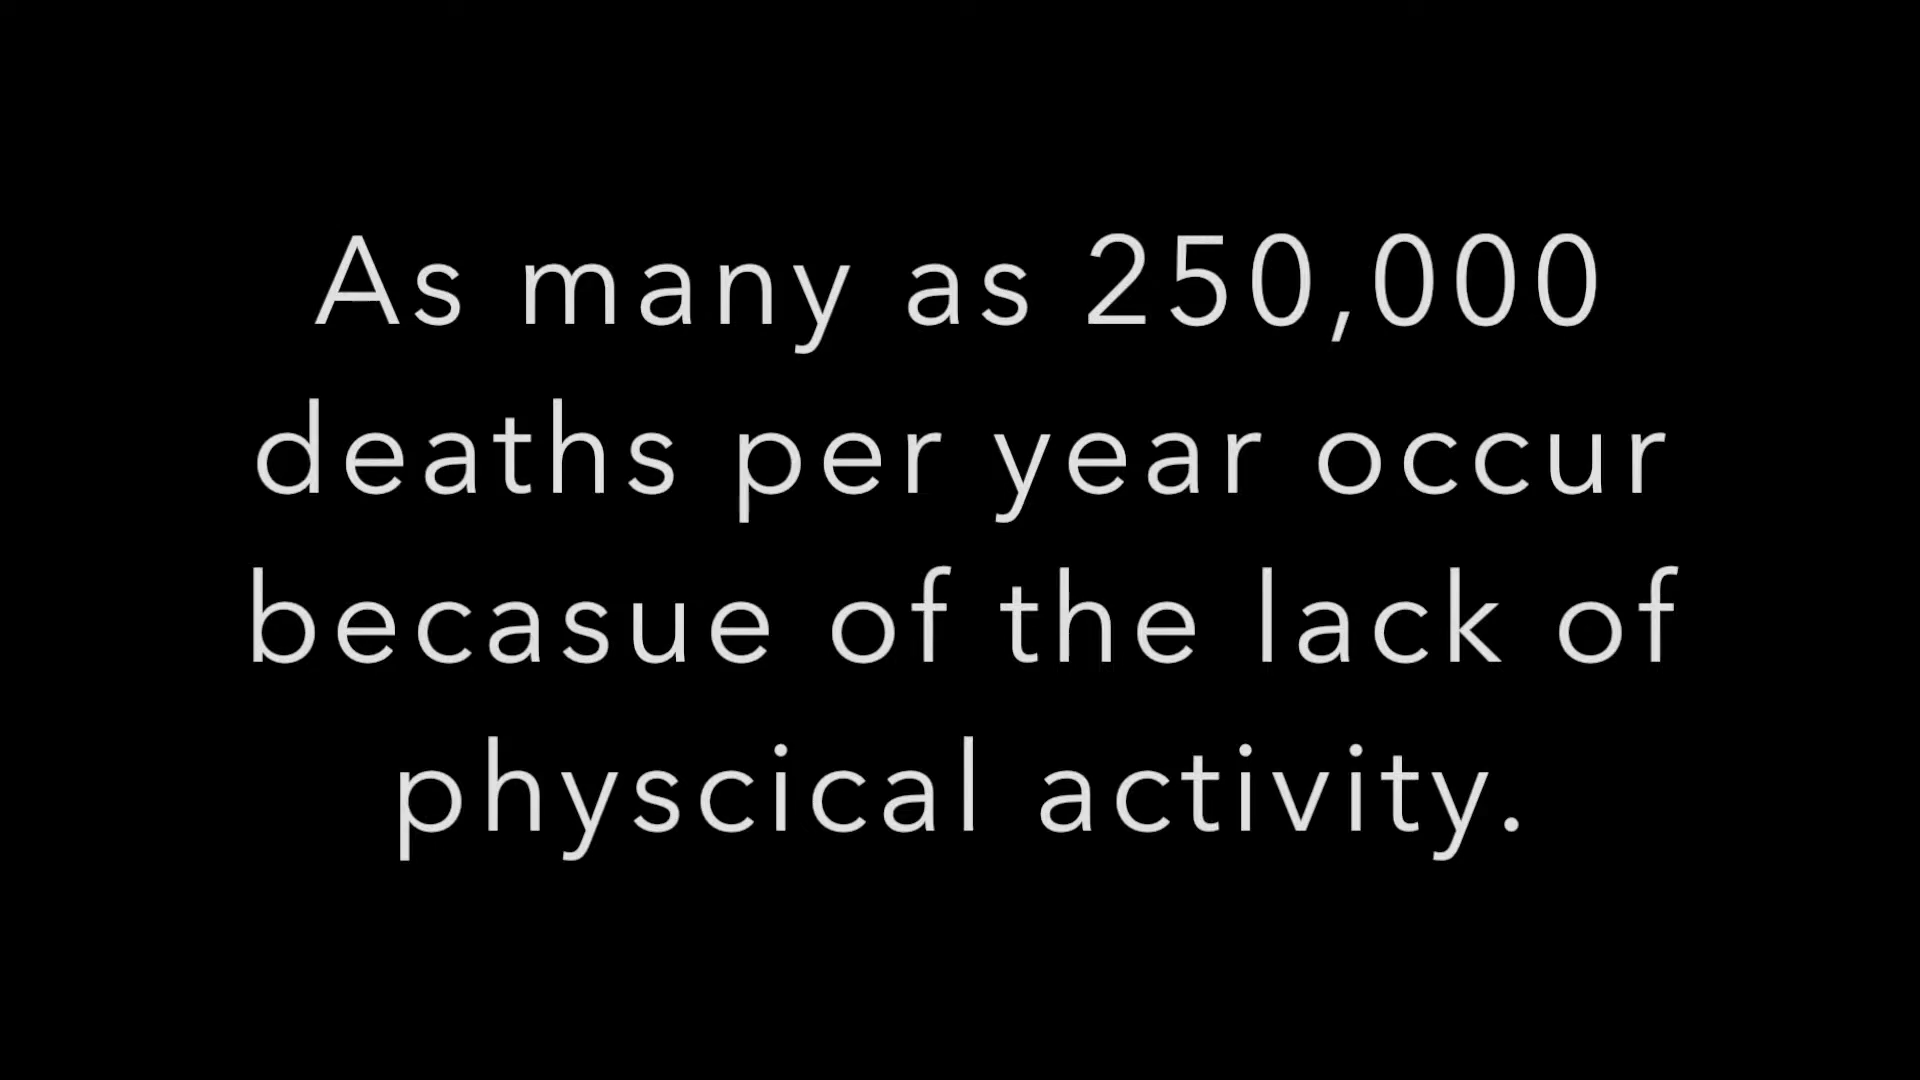 As many as 250,000
deaths per year occur
becasue of the lack of
physcical activity.